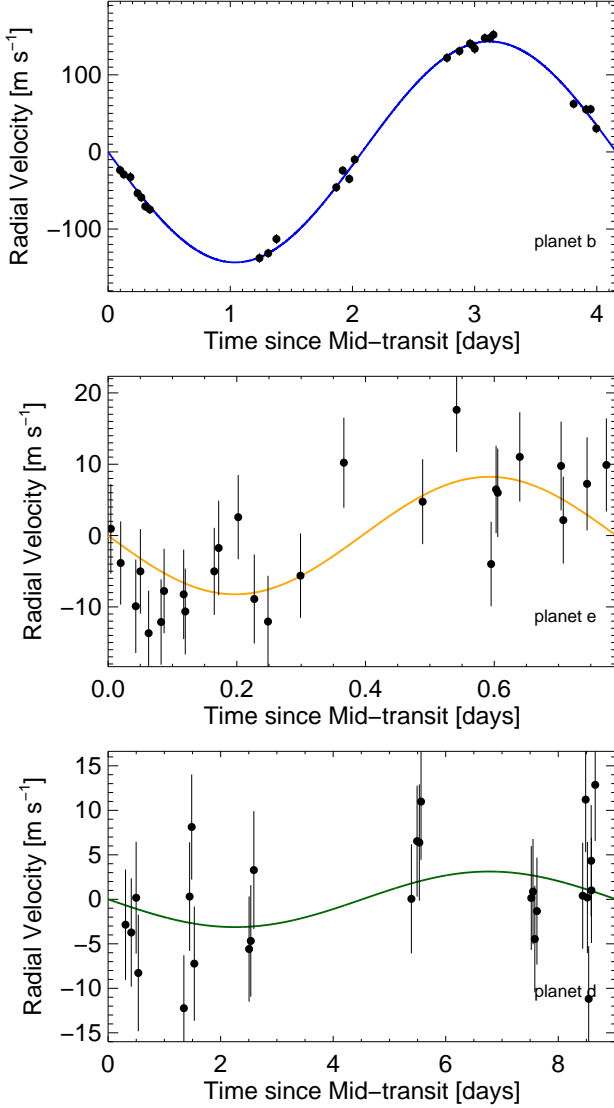 100
0
−100
Radial Velocity [m s⁻¹]
planet b
0 1 2 3 4
Time since Mid−transit [days]
20
10
0
−10
Radial Velocity [m s⁻¹]
planet e
0.0 0.2 0.4 0.6
Time since Mid−transit [days]
15
10
5
0
−5
−10
−15
Radial Velocity [m s⁻¹]
planet d
0 2 4 6 8
Time since Mid−transit [days]